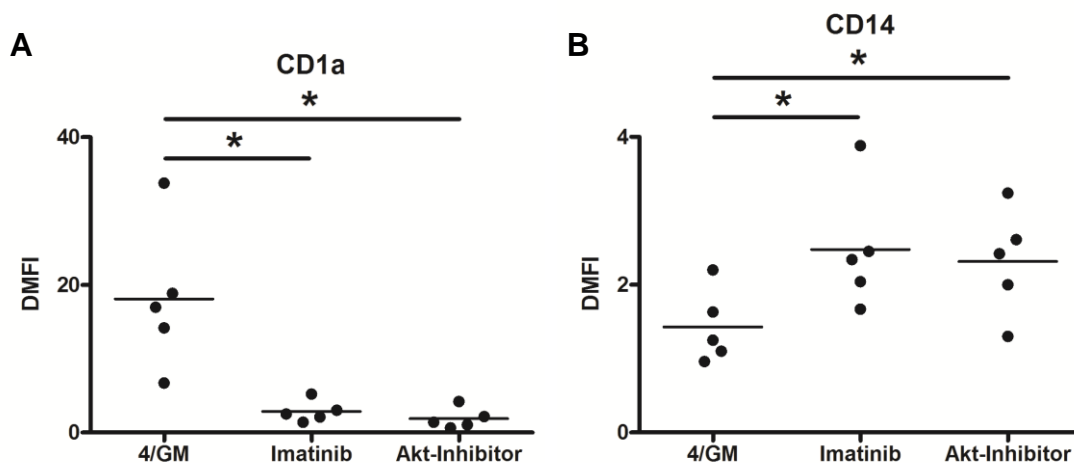 A
CD1a
*
*
40
20
0
DMFI
4/GM
Imatinib
Akt-Inhibitor
B
CD14
*
*
4
2
0
DMFI
4/GM
Imatinib
Akt-Inhibitor